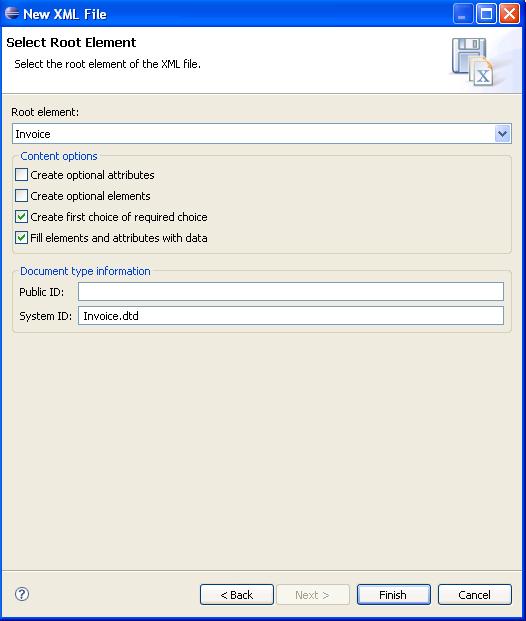 New XML File
Select Root Element
Select the root element of the XML file.
Root element:
Invoice
Content options
Create optional attributes
Create optional elements
Create first choice of required choice
Fill elements and attributes with data
Document type information
Public ID:
System ID: Invoice.dtd
? < Back Next > Finish Cancel